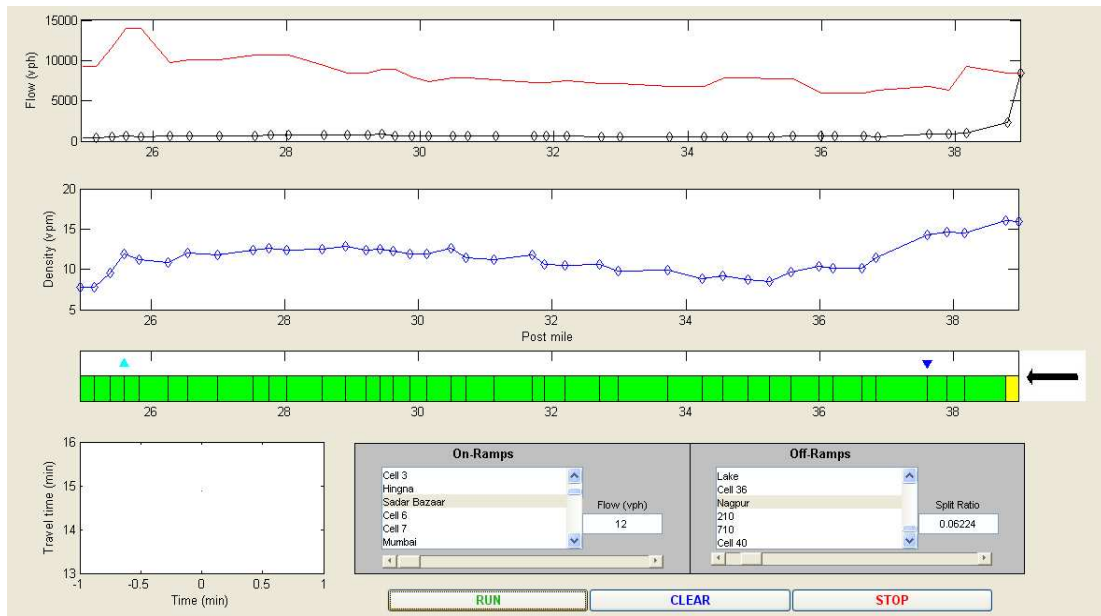 15000
10000
5000
0
Flow (vph)
26 28 30 32 34 36 38
20
15
10
5
Density (vpm)
26 28 30 32 34 36 38
Post mile
26 28 30 32 34 36 38
16
15
14
13
Travel time (min)
-1 -0.5 0 0.5 1
Time (min)
On-Ramps
Cell 3
Hingna
Sadar Bazaar
Cell 6
Cell 7
Mumbai
Flow (vph)
12
Off-Ramps
Lake
Cell 36
Nagpur
210
710
Cell 40
Split Ratio
0.06224
RUN
CLEAR
STOP